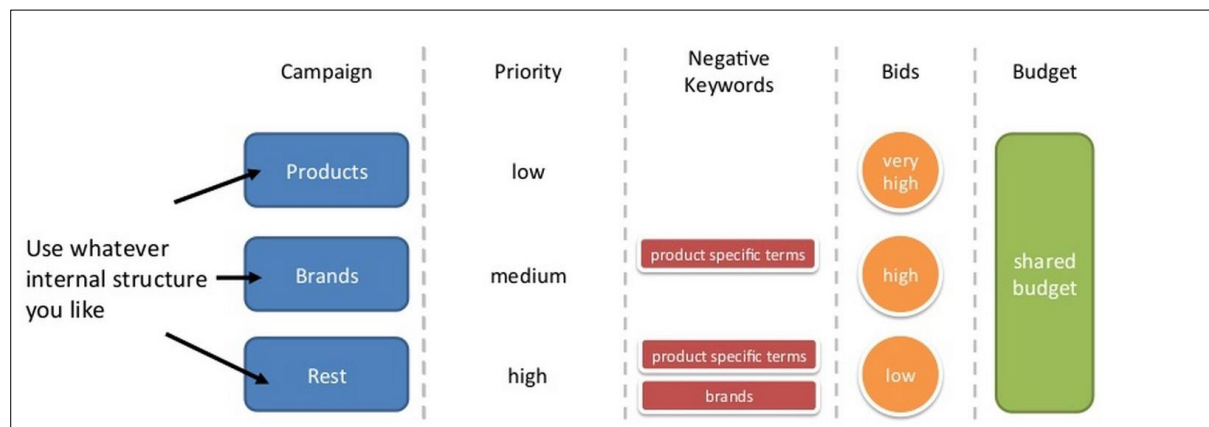 Campaign
Priority
Negative
Keywords
Bids
Budget
Products
low
very
high
Use whatever
internal structure
you like
Brands
medium
product specific terms
high
shared
budget
Rest
high
product specific terms
brands
low